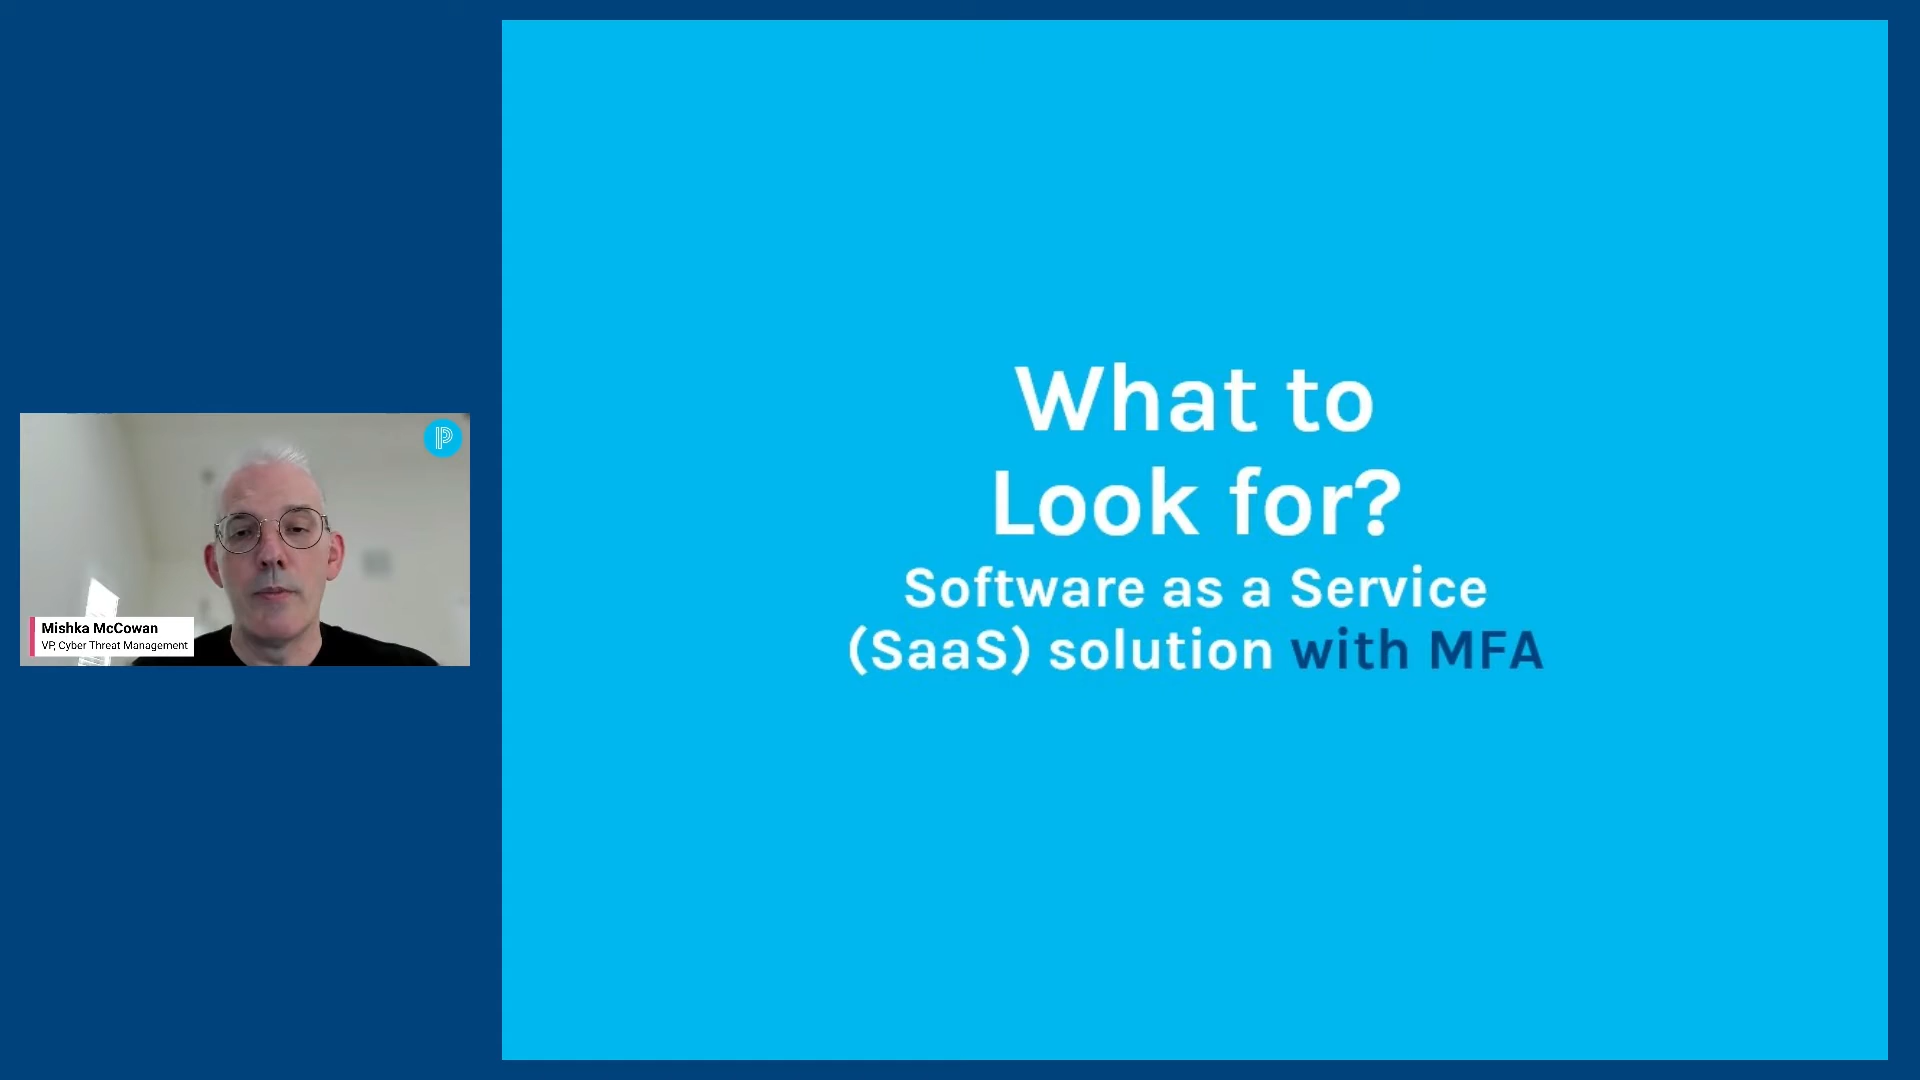 What to
Look for?
Software as a Service
(SaaS) solution with MFA
Mishka McCowan
VP, Cyber Threat Management